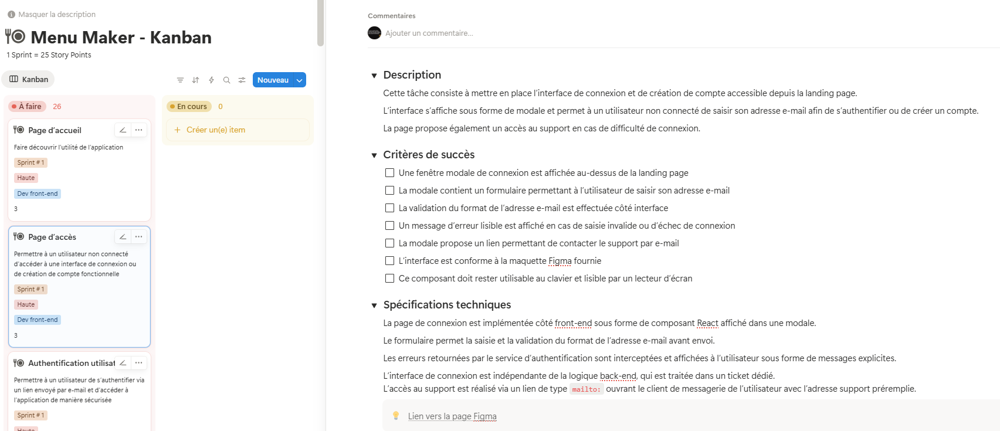 Masquer la description
Menu Maker - Kanban
1 Sprint = 25 Story Points
Kanban
Nouveau
À faire 26
Page d’accueil
Faire découvrir l’utilité de l’application
Sprint # 1
Haute
Dev front-end
3
Page d’accès
Permettre à un utilisateur non connecté
d’accéder à une interface de connexion ou
de création de compte fonctionnelle
Sprint # 1
Haute
Dev front-end
3
Authentification utilisat
Permettre à un utilisateur de s’authentifier via
un lien envoyé par e-mail et d’accéder à
l’application de manière sécurisée
Sprint # 1
Haute
En cours 0
Créer un(e) item
Commentaires
Ajouter un commentaire...
Description
Cette tâche consiste à mettre en place l’interface de connexion et de création de compte accessible depuis la landing page.
L’interface s’affiche sous forme de modale et permet à un utilisateur non connecté de saisir son adresse e-mail afin de s’authentifier ou de créer un compte.
La page propose également un accès au support en cas de difficulté de connexion.
Critères de succès
Une fenêtre modale de connexion est affichée au-dessus de la landing page
La modale contient un formulaire permettant à l’utilisateur de saisir son adresse e-mail
La validation du format de l’adresse e-mail est effectuée côté interface
Un message d’erreur lisible est affiché en cas de saisie invalide ou d’échec de connexion
La modale propose un lien permettant de contacter le support par e-mail
L’interface est conforme à la maquette Figma fournie
Ce composant doit rester utilisable au clavier et lisible par un lecteur d’écran
Spécifications techniques
La page de connexion est implémentée côté front-end sous forme de composant React affiché dans une modale.
Le formulaire permet la saisie et la validation du format de l’adresse e-mail avant envoi.
Les erreurs retournées par le service d’authentification sont interceptées et affichées à l’utilisateur sous forme de messages explicites.
L’interface de connexion est indépendante de la logique back-end, qui est traitée dans un ticket dédié.
L’accès au support est réalisé via un lien de type mailto: ouvrant le client de messagerie de l’utilisateur avec l’adresse support préremplie.
Lien vers la page Figma